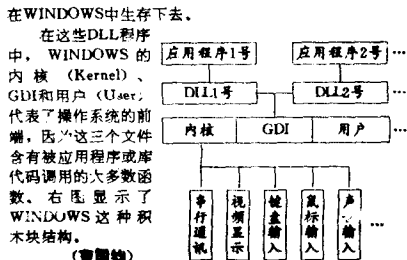 在WINDOWS中生存下去。
在这些DLL程序
中，WINDOWS的
内核（Kernel）、
GDI和用户（User）
代表了操作系统的前
端，因为这三个文件
含有被应用程序或库
代码调用的大多数函
数。右图显示了
WINDOWS这种积
木块结构。
应用程序1号
应用程序2号
…
DLL1号
DLL2号
…
内核
GDI
用户
…
串行通讯
视频显示
键盘输入
鼠标输入
声 输入
…